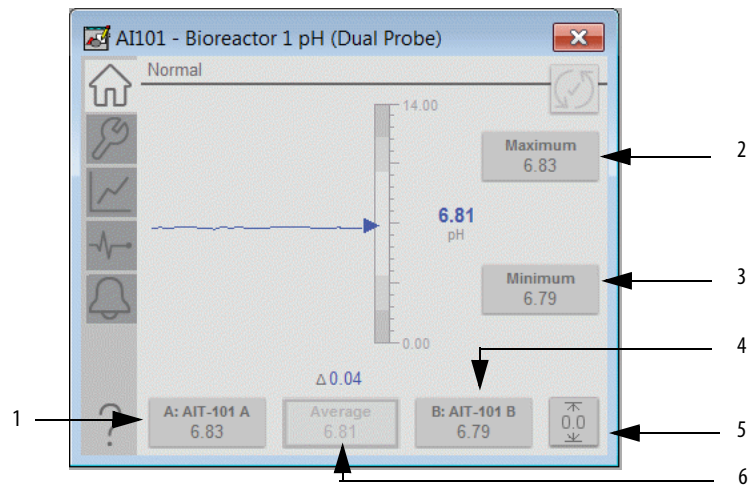 AI101 - Bioreactor 1 pH (Dual Probe)
Normal
14.00
Maximum
6.83
2
6.81
pH
Minimum
6.79
3
0.00
4
Δ 0.04
1
A: AIT-101 A
6.83
Average
6.81
B: AIT-101 B
6.79
0.0
?
5
6